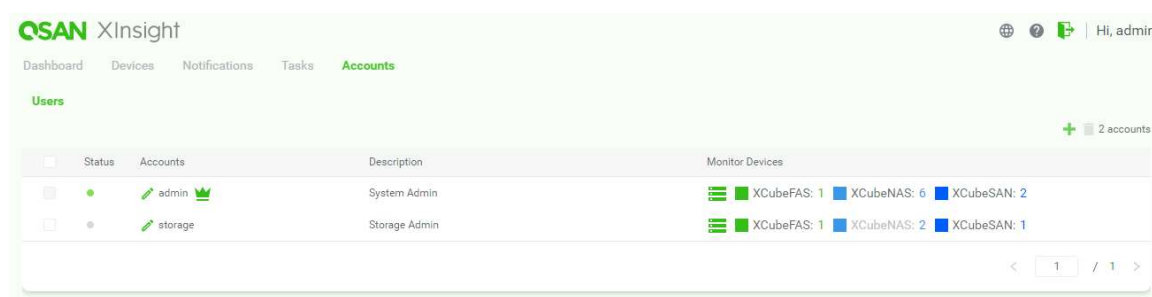 QSAN XInsight
Hi, admin
Dashboard Devices Notifications Tasks Accounts
Users
2 accounts
Status Accounts Description Monitor Devices
admin System Admin XCubeFAS: 1 XCubeNAS: 6 XCubeSAN: 2
storage Storage Admin XCubeFAS: 1 XCubeNAS: 2 XCubeSAN: 1
< 1 / 1 >